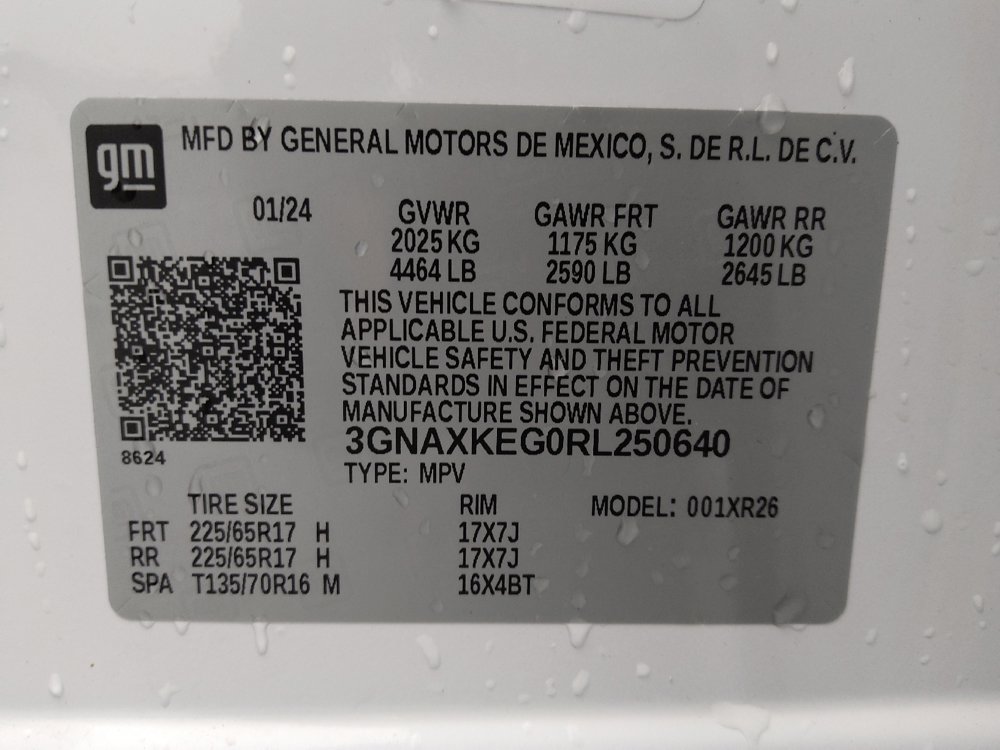 gm
MFD BY GENERAL MOTORS DE MEXICO, S. DE R.L. DE C.V.
01/24 GVWR GAWR FRT GAWR RR
2025 KG 1175 KG 1200 KG
4464 LB 2590 LB 2645 LB
THIS VEHICLE CONFORMS TO ALL
APPLICABLE U.S. FEDERAL MOTOR
VEHICLE SAFETY AND THEFT PREVENTION
STANDARDS IN EFFECT ON THE DATE OF
MANUFACTURE SHOWN ABOVE.
3GNAXKEG0RL250640
8624
TYPE: MPV
TIRE SIZE RIM MODEL: 001XR26
FRT 225/65R17 H 17X7J
RR 225/65R17 H 17X7J
SPA T135/70R16 M 16X4BT